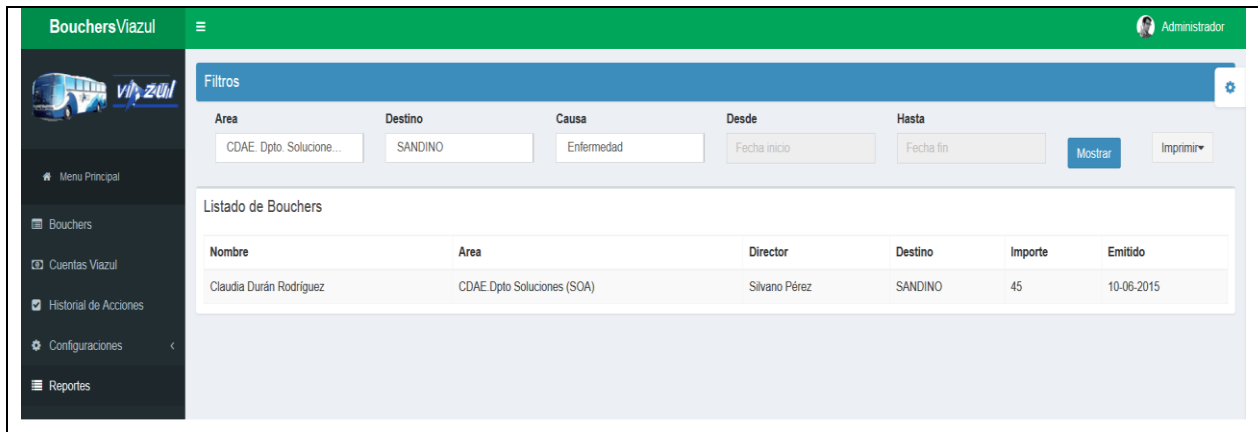 BouchersViazul
Administrador
viazul
Menu Principal
Bouchers
Cuentas Viazul
Historial de Acciones
Configuraciones
Reportes
Filtros
Area Destino Causa Desde Hasta
CDAE. Dpto. Solucione... SANDINO Enfermedad Fecha inicio Fecha fin Mostrar Imprimir
Listado de Bouchers
Nombre Area Director Destino Importe Emitido
Claudia Durán Rodríguez CDAE.Dpto Soluciones (SOA) Silvano Pérez SANDINO 45 10-06-2015